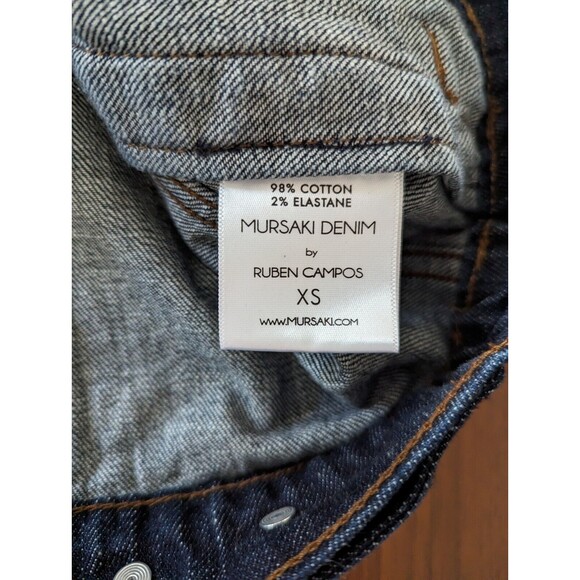 98% COTTON
2% ELASTANE
MURSAKI DENIM
by
RUBEN CAMPOS
XS
www.MURSAKI.COM